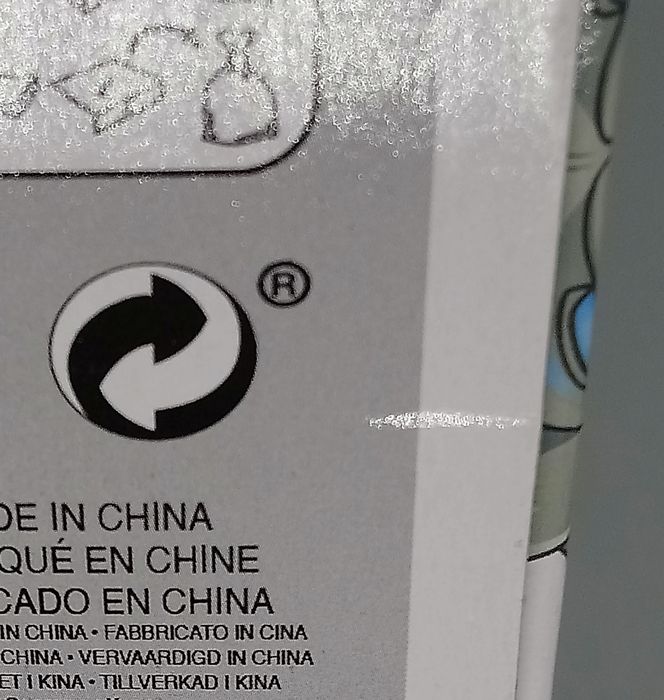 ®
DE IN CHINA
QUÉ EN CHINE
CADO EN CHINA
IN CHINA • FABBRICATO IN CINA
CHINA • VERVAARDIGD IN CHINA
ET I KINA • TILLVERKAD I KINA